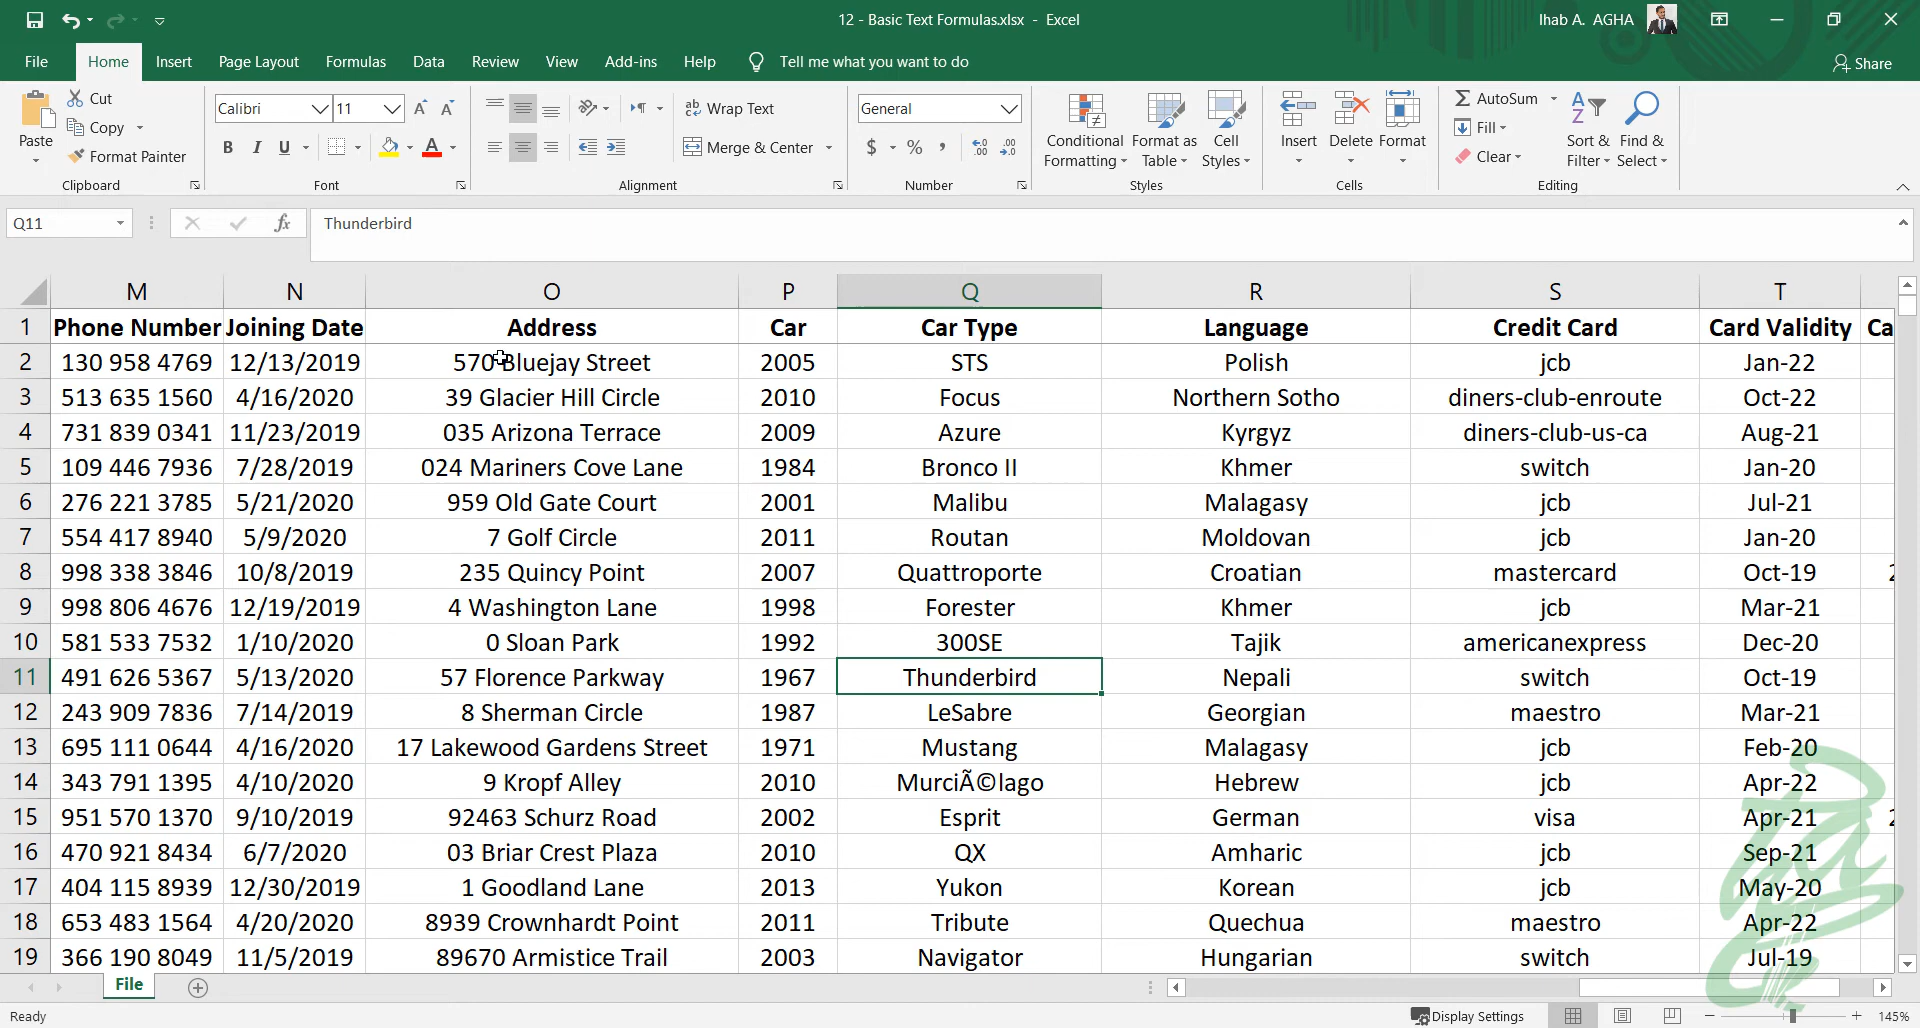 12 - Basic Text Formulas.xlsx - Excel
Ihab A. AGHA
File Home Insert Page Layout Formulas Data Review View Add-ins Help Tell me what you want to do Share
Paste
Cut
Copy
Format Painter
Clipboard
Calibri 11
B I U
Font
Wrap Text
Merge & Center
Alignment
General
$ % ,
Number
Conditional Formatting
Format as Table
Cell Styles
Styles
Insert Delete Format
Cells
AutoSum
Fill
Clear
Sort & Filter
Find & Select
Editing
Q11 fx Thunderbird
M N O P Q R S T
1 Phone Number Joining Date Address Car Car Type Language Credit Card Card Validity Ca
2 130 958 4769 12/13/2019 570 Bluejay Street 2005 STS Polish jcb Jan-22
3 513 635 1560 4/16/2020 39 Glacier Hill Circle 2010 Focus Northern Sotho diners-club-enroute Oct-22
4 731 839 0341 11/23/2019 035 Arizona Terrace 2009 Azure Kyrgyz diners-club-us-ca Aug-21
5 109 446 7936 7/28/2019 024 Mariners Cove Lane 1984 Bronco II Khmer switch Jan-20
6 276 221 3785 5/21/2020 959 Old Gate Court 2001 Malibu Malagasy jcb Jul-21
7 554 417 8940 5/9/2020 7 Golf Circle 2011 Routan Moldovan jcb Jan-20
8 998 338 3846 10/8/2019 235 Quincy Point 2007 Quattroporte Croatian mastercard Oct-19
9 998 806 4676 12/19/2019 4 Washington Lane 1998 Forester Khmer jcb Mar-21
10 581 533 7532 1/10/2020 0 Sloan Park 1992 300SE Tajik americanexpress Dec-20
11 491 626 5367 5/13/2020 57 Florence Parkway 1967 Thunderbird Nepali switch Oct-19
12 243 909 7836 7/14/2019 8 Sherman Circle 1987 LeSabre Georgian maestro Mar-21
13 695 111 0644 4/16/2020 17 Lakewood Gardens Street 1971 Mustang Malagasy jcb Feb-20
14 343 791 1395 4/10/2020 9 Kropf Alley 2010 MurciÃ©lago Hebrew jcb Apr-22
15 951 570 1370 9/10/2019 92463 Schurz Road 2002 Esprit German visa Apr-21
16 470 921 8434 6/7/2020 03 Briar Crest Plaza 2010 QX Amharic jcb Sep-21
17 404 115 8939 12/30/2019 1 Goodland Lane 2013 Yukon Korean jcb May-20
18 653 483 1564 4/20/2020 8939 Crownhardt Point 2011 Tribute Quechua maestro Apr-22
19 366 190 8049 11/5/2019 89670 Armistice Trail 2003 Navigator Hungarian switch Jul-19
File
Ready Display Settings 145%